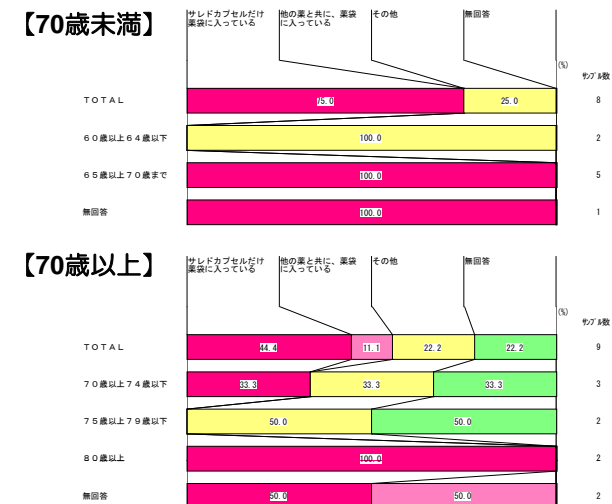 【70歳未満】
サレドカプセルだけ 他の薬と共に、薬袋 その他 無回答
薬袋に入っている に入っている
(%)
サンプル数
TOTAL 75.0 25.0 8
60歳以上64歳以下 100.0 2
65歳以上70歳まで 100.0 5
無回答 100.0 1
【70歳以上】
サレドカプセルだけ 他の薬と共に、薬袋 その他 無回答
薬袋に入っている に入っている
(%)
サンプル数
TOTAL 44.4 11.1 22.2 22.2 9
70歳以上74歳以下 33.3 33.3 33.3 3
75歳以上79歳以下 50.0 50.0 2
80歳以上 100.0 2
無回答 50.0 50.0 2